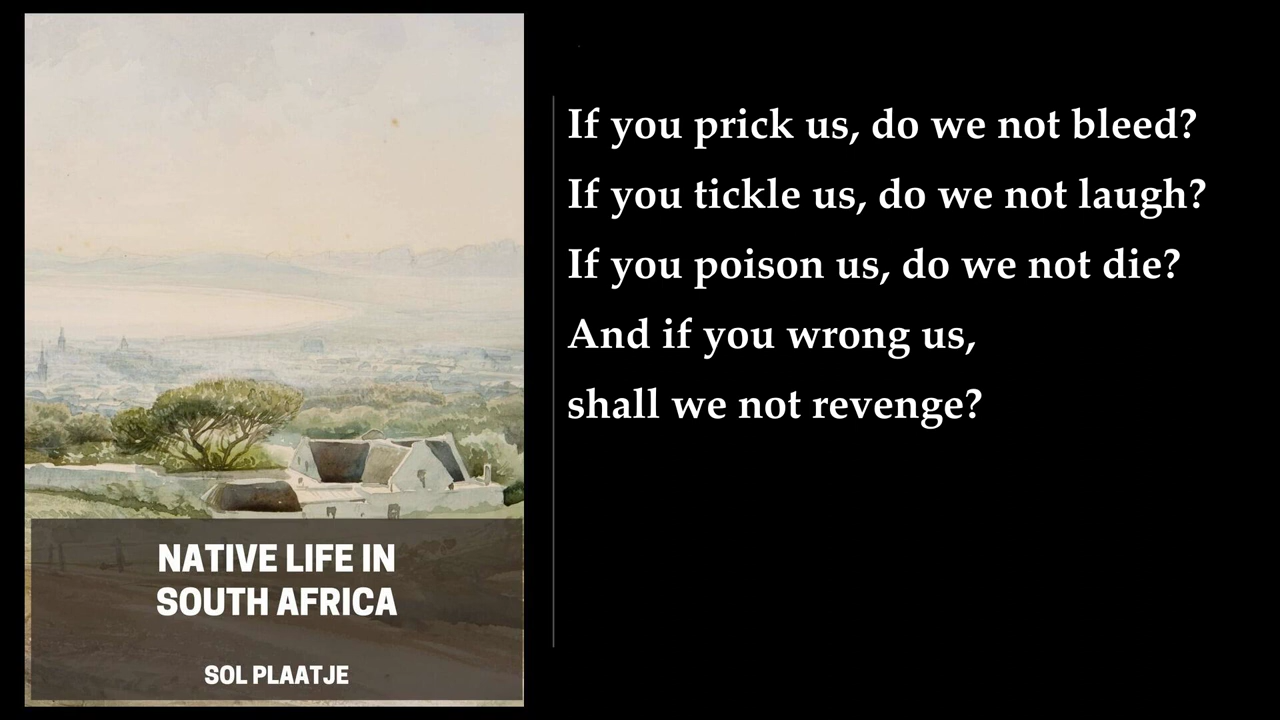 NATIVE LIFE IN
SOUTH AFRICA
SOL PLAATJE
If you prick us, do we not bleed?
If you tickle us, do we not laugh?
If you poison us, do we not die?
And if you wrong us,
shall we not revenge?